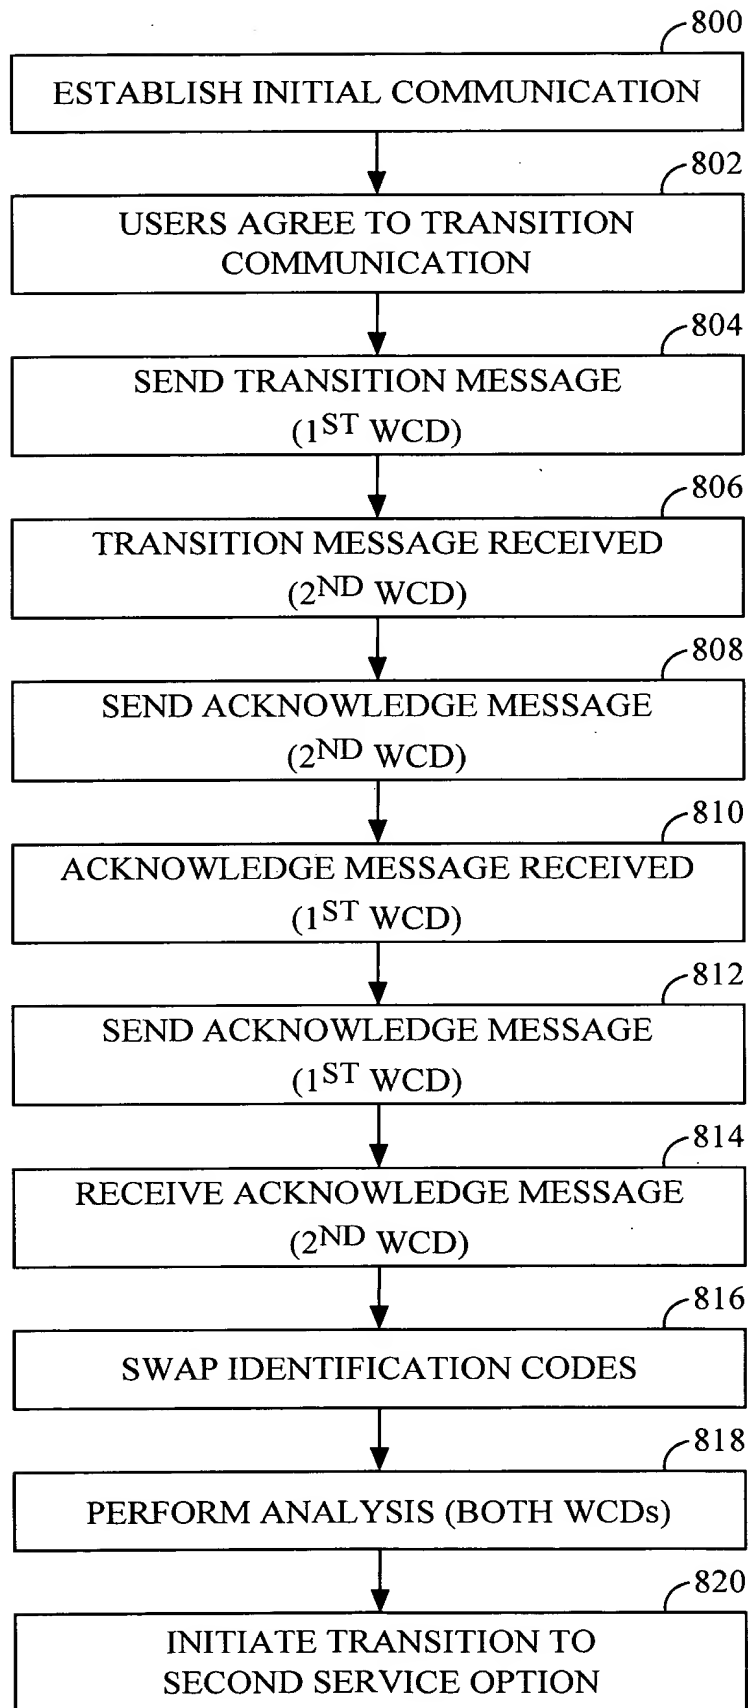 800
ESTABLISH INITIAL COMMUNICATION
802
USERS AGREE TO TRANSITION
COMMUNICATION
804
SEND TRANSITION MESSAGE
(1ST WCD)
806
TRANSITION MESSAGE RECEIVED
(2ND WCD)
808
SEND ACKNOWLEDGE MESSAGE
(2ND WCD)
810
ACKNOWLEDGE MESSAGE RECEIVED
(1ST WCD)
812
SEND ACKNOWLEDGE MESSAGE
(1ST WCD)
814
RECEIVE ACKNOWLEDGE MESSAGE
(2ND WCD)
816
SWAP IDENTIFICATION CODES
818
PERFORM ANALYSIS (BOTH WCDs)
820
INITIATE TRANSITION TO
SECOND SERVICE OPTION